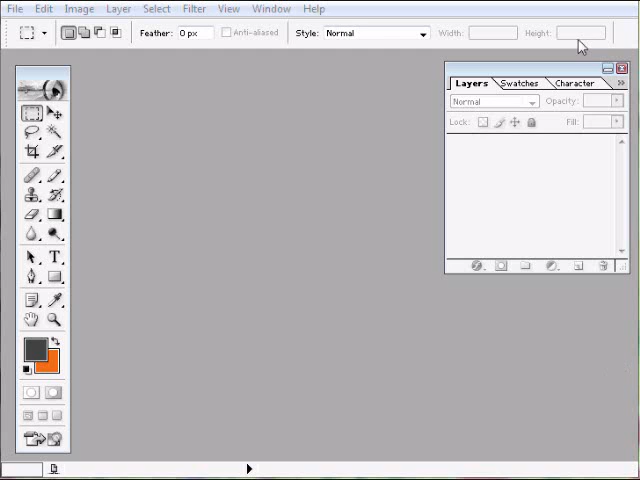 File Edit Image Layer Select Filter View Window Help
Feather: 0 px Anti-aliased Style: Normal Width: Height:
Layers Swatches Character
Normal Opacity:
Lock: Fill:
T